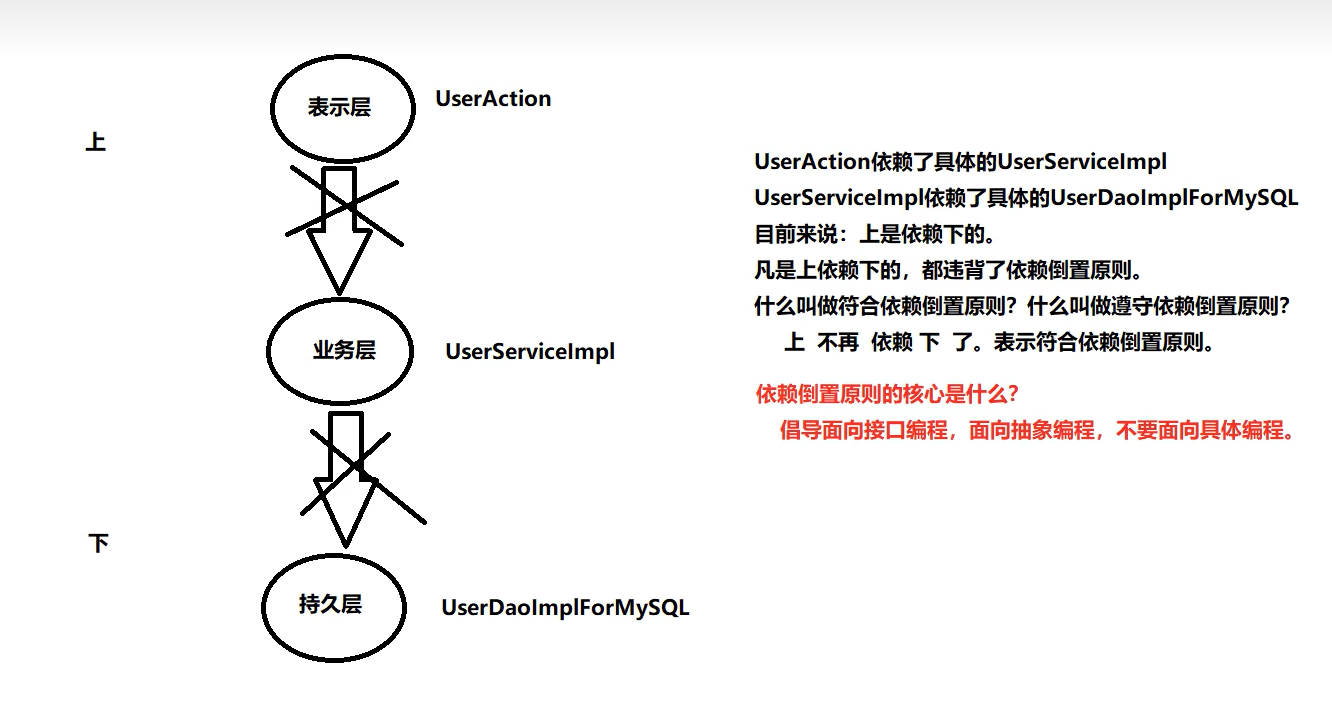 表示层
UserAction
上
业务层
UserServiceImpl
下
持久层
UserDaoImplForMySQL
UserAction依赖了具体的UserServiceImpl
UserServiceImpl依赖了具体的UserDaoImplForMySQL
目前来说：上是依赖下的。
凡是上依赖下的，都违背了依赖倒置原则。
什么叫做符合依赖倒置原则？什么叫做遵守依赖倒置原则？
上 不再 依赖 下 了。表示符合依赖倒置原则。
依赖倒置原则的核心是什么？
倡导面向接口编程，面向抽象编程，不要面向具体编程。